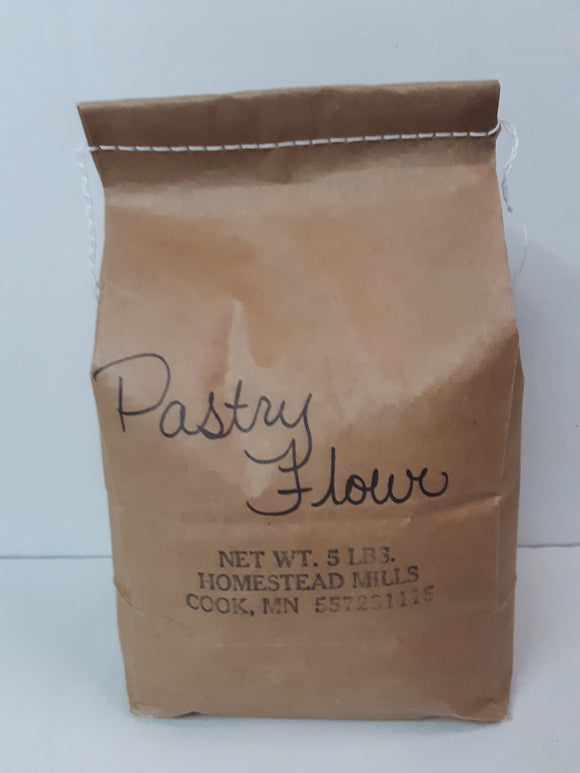 Pastry
Flour
NET WT. 5 LBS.
HOMESTEAD MILLS
COOK, MN 557231115